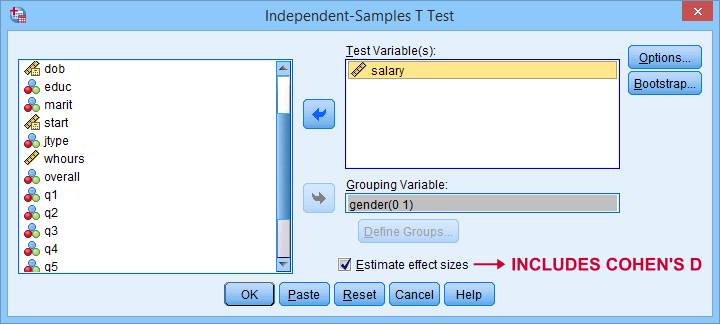 Independent-Samples T Test
dob
educ
marit
start
jtype
whours
overall
q1
q2
q3
q4
q5
Test Variable(s):
salary
Grouping Variable:
gender(0 1)
Define Groups...
Estimate effect sizes
INCLUDES COHEN'S D
Options...
Bootstrap...
OK
Paste
Reset
Cancel
Help